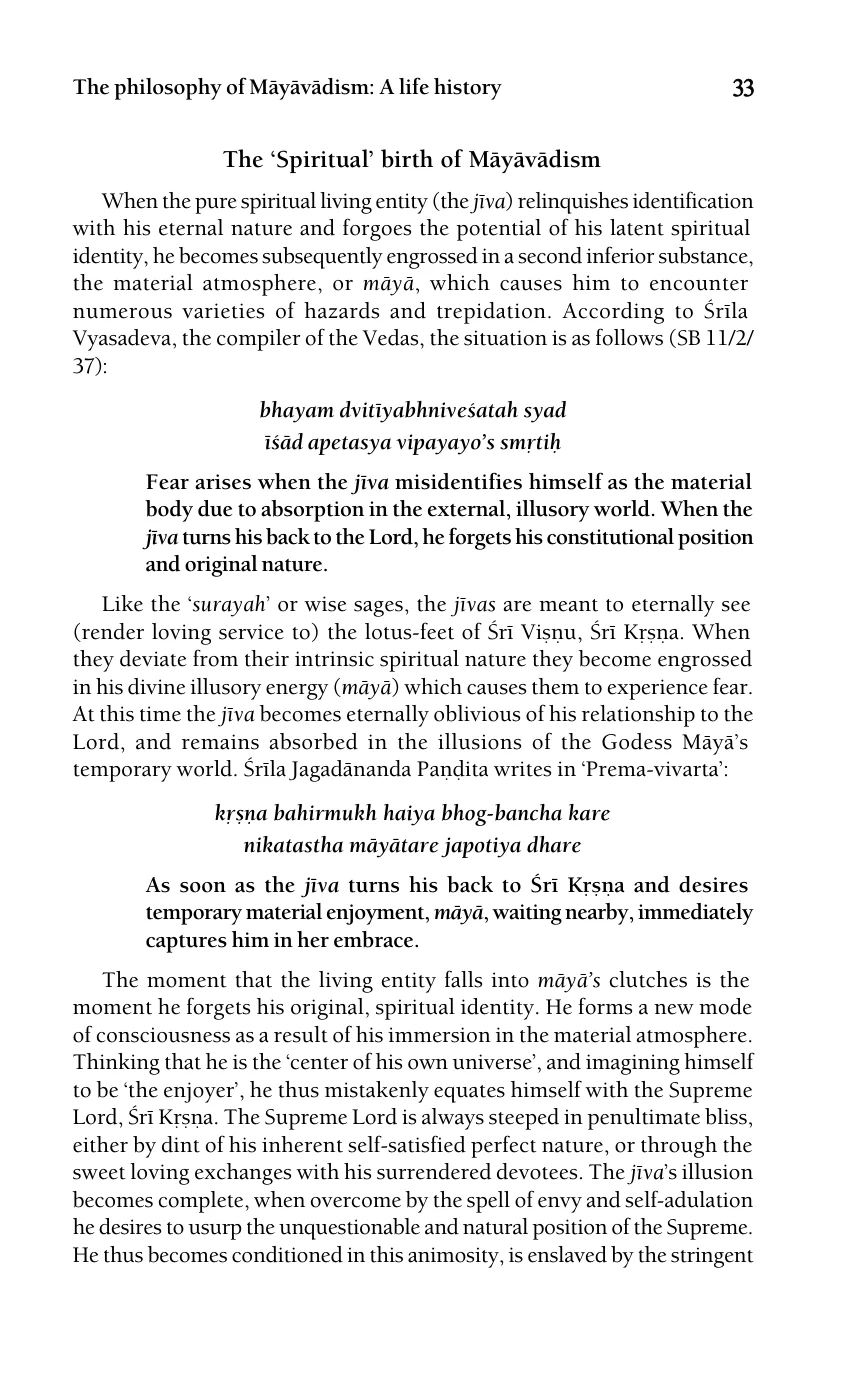 The philosophy of Māyāvādism: A life history 33
The ‘Spiritual’ birth of Māyāvādism
When the pure spiritual living entity (the jīva) relinquishes identification
with his eternal nature and forgoes the potential of his latent spiritual
identity, he becomes subsequently engrossed in a second inferior substance,
the material atmosphere, or māyā, which causes him to encounter
numerous varieties of hazards and trepidation. According to Śrīla
Vyasadeva, the compiler of the Vedas, the situation is as follows (SB 11/2/
37):
bhayam dvitīyabhniveśatah syad
īśād apetasya vipayayo’s smṛtiḥ
Fear arises when the jīva misidentifies himself as the material
body due to absorption in the external, illusory world. When the
jīva turns his back to the Lord, he forgets his constitutional position
and original nature.
Like the ‘surayah’ or wise sages, the jīvas are meant to eternally see
(render loving service to) the lotus-feet of Śrī Viṣṇu, Śrī Kṛṣṇa. When
they deviate from their intrinsic spiritual nature they become engrossed
in his divine illusory energy (māyā) which causes them to experience fear.
At this time the jīva becomes eternally oblivious of his relationship to the
Lord, and remains absorbed in the illusions of the Godess Māyā’s
temporary world. Śrīla Jagadānanda Paṇḍita writes in ‘Prema-vivarta’:
kṛṣṇa bahirmukh haiya bhog-bancha kare
nikatastha māyātare japotiya dhare
As soon as the jīva turns his back to Śrī Kṛṣṇa and desires
temporary material enjoyment, māyā, waiting nearby, immediately
captures him in her embrace.
The moment that the living entity falls into māyā’s clutches is the
moment he forgets his original, spiritual identity. He forms a new mode
of consciousness as a result of his immersion in the material atmosphere.
Thinking that he is the ‘center of his own universe’, and imagining himself
to be ‘the enjoyer’, he thus mistakenly equates himself with the Supreme
Lord, Śrī Kṛṣṇa. The Supreme Lord is always steeped in penultimate bliss,
either by dint of his inherent self-satisfied perfect nature, or through the
sweet loving exchanges with his surrendered devotees. The jīva’s illusion
becomes complete, when overcome by the spell of envy and self-adulation
he desires to usurp the unquestionable and natural position of the Supreme.
He thus becomes conditioned in this animosity, is enslaved by the stringent